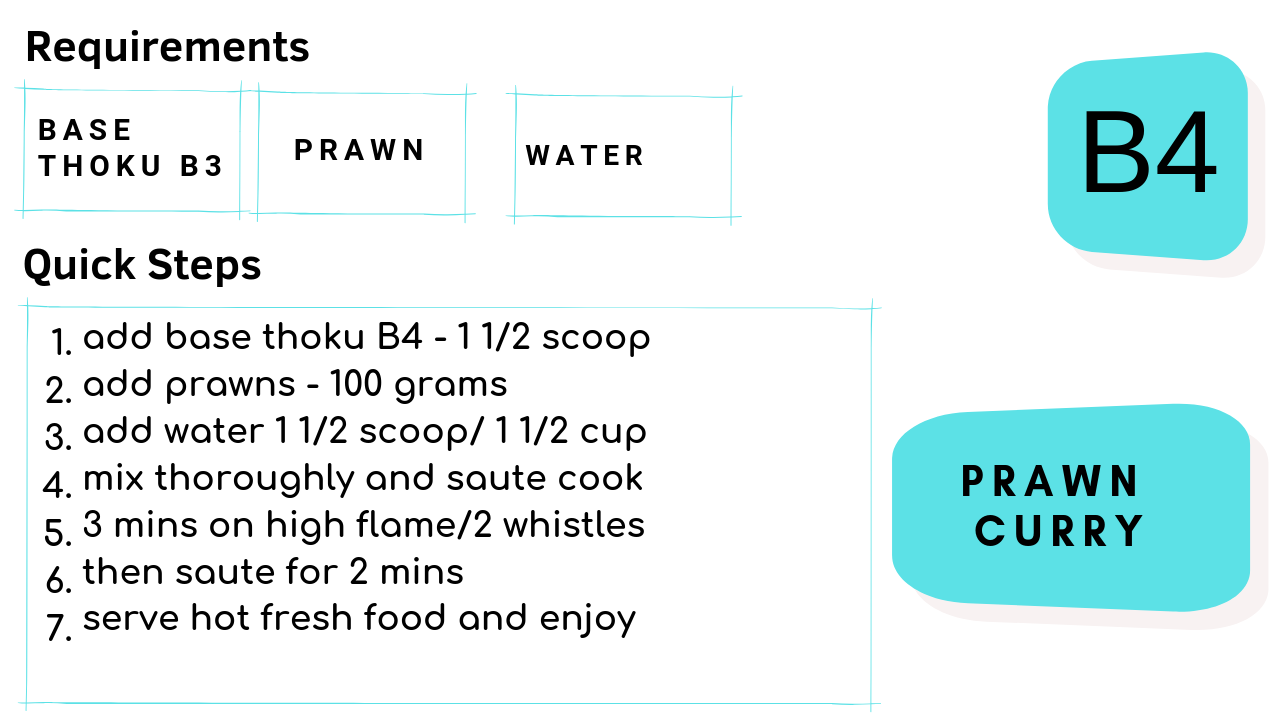 Requirements
BASE
THOKU B3
PRAWN
WATER
B4
Quick Steps
1. add base thoku B4 - 1 1/2 scoop
2. add prawns - 100 grams
3. add water 1 1/2 scoop/ 1 1/2 cup
4. mix thoroughly and saute cook
5. 3 mins on high flame/2 whistles
6. then saute for 2 mins
7. serve hot fresh food and enjoy
PRAWN
CURRY